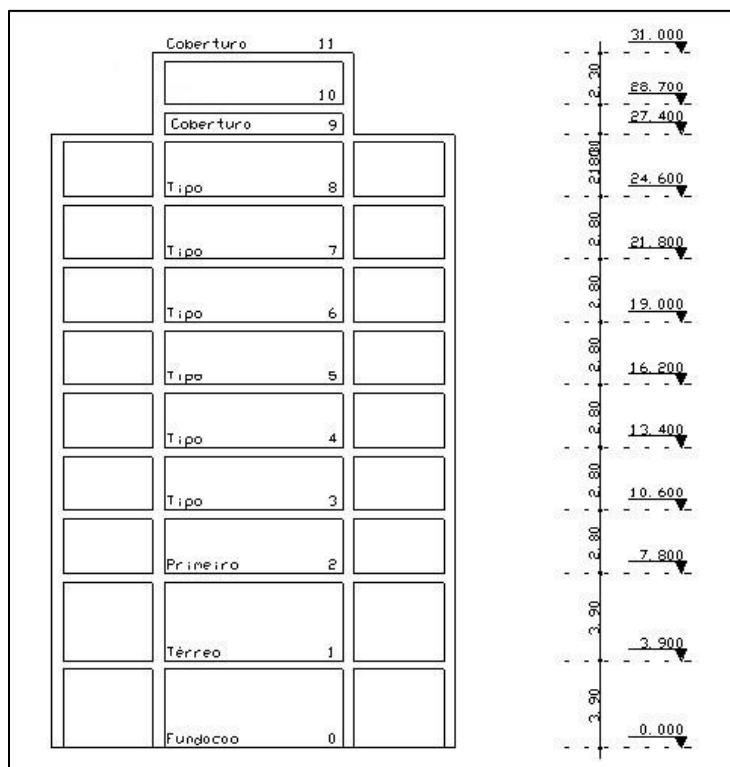 Coberturo 11
31.000
2.30
10
28.700
Coberturo 9
27.400
Tipo 8
24.600
2.80
Tipo 7
21.800
2.80
Tipo 6
19.000
2.80
Tipo 5
16.200
2.80
Tipo 4
13.400
2.80
Tipo 3
10.600
2.80
Primeiro 2
7.800
3.90
Térreo 1
3.900
3.90
Fundocoo 0
0.000